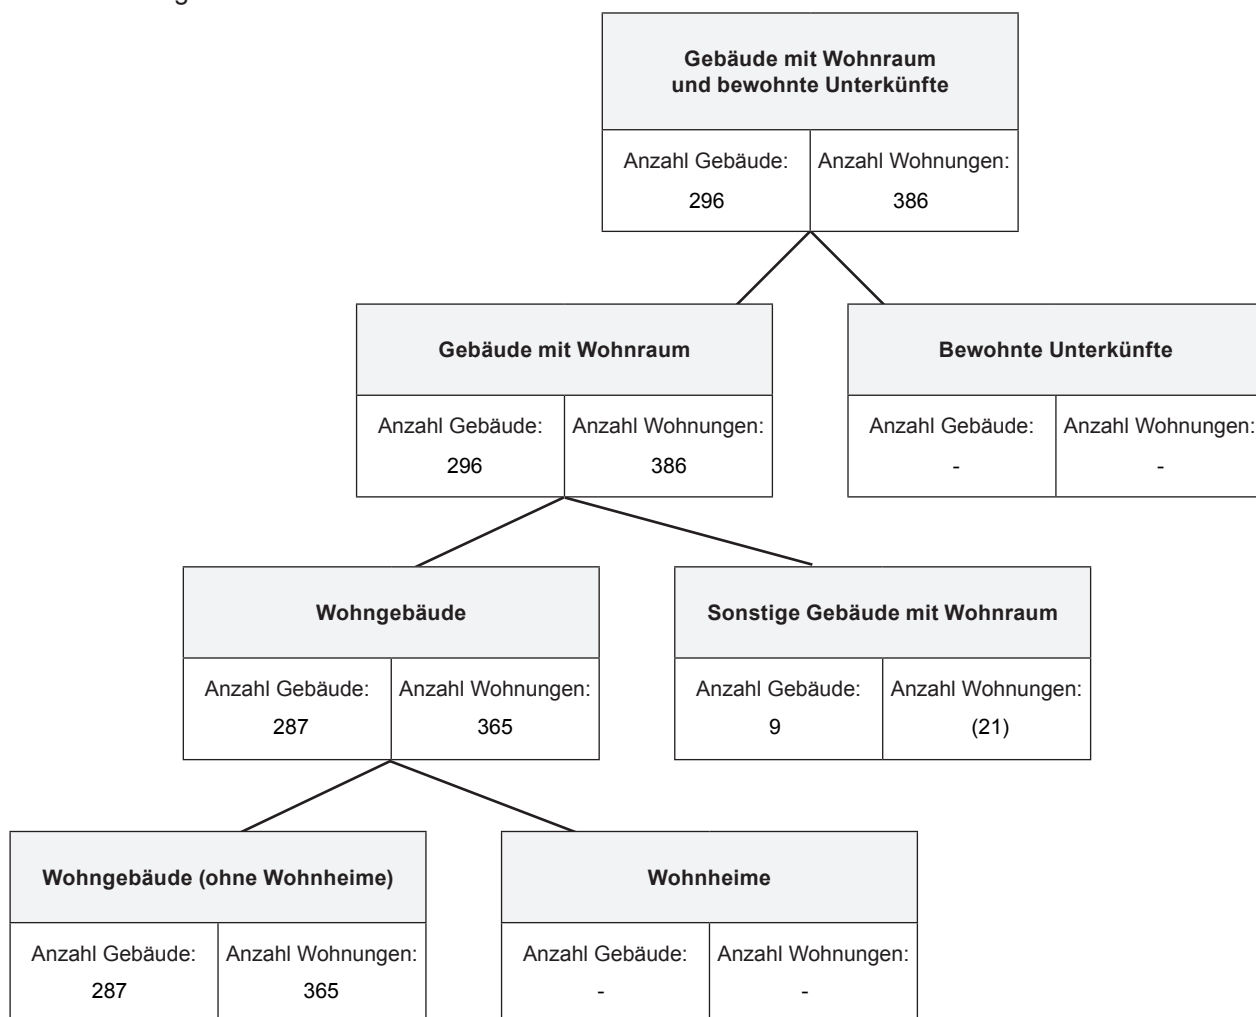 Gebäude mit Wohnraum
und bewohnte Unterkünfte
Anzahl Gebäude: Anzahl Wohnungen:
296 386
Gebäude mit Wohnraum
Bewohnte Unterkünfte
Anzahl Gebäude: Anzahl Wohnungen:
296 386
Anzahl Gebäude: Anzahl Wohnungen:
- -
Wohngebäude
Sonstige Gebäude mit Wohnraum
Anzahl Gebäude: Anzahl Wohnungen:
287 365
Anzahl Gebäude: Anzahl Wohnungen:
9 (21)
Wohngebäude (ohne Wohnheime)
Wohnheime
Anzahl Gebäude: Anzahl Wohnungen:
287 365
Anzahl Gebäude: Anzahl Wohnungen:
- -